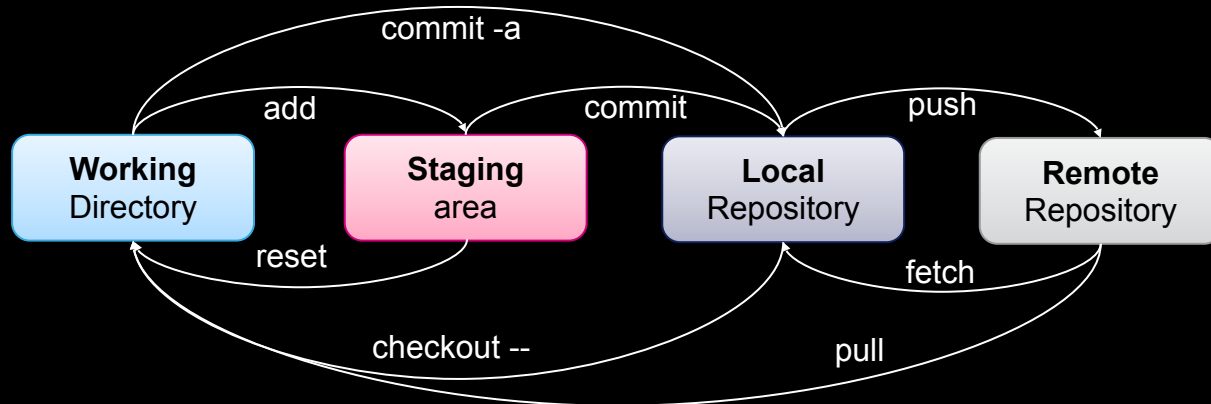 commit -a
add
commit
push
Working
Directory
Staging
area
Local
Repository
Remote
Repository
reset
fetch
checkout --
pull